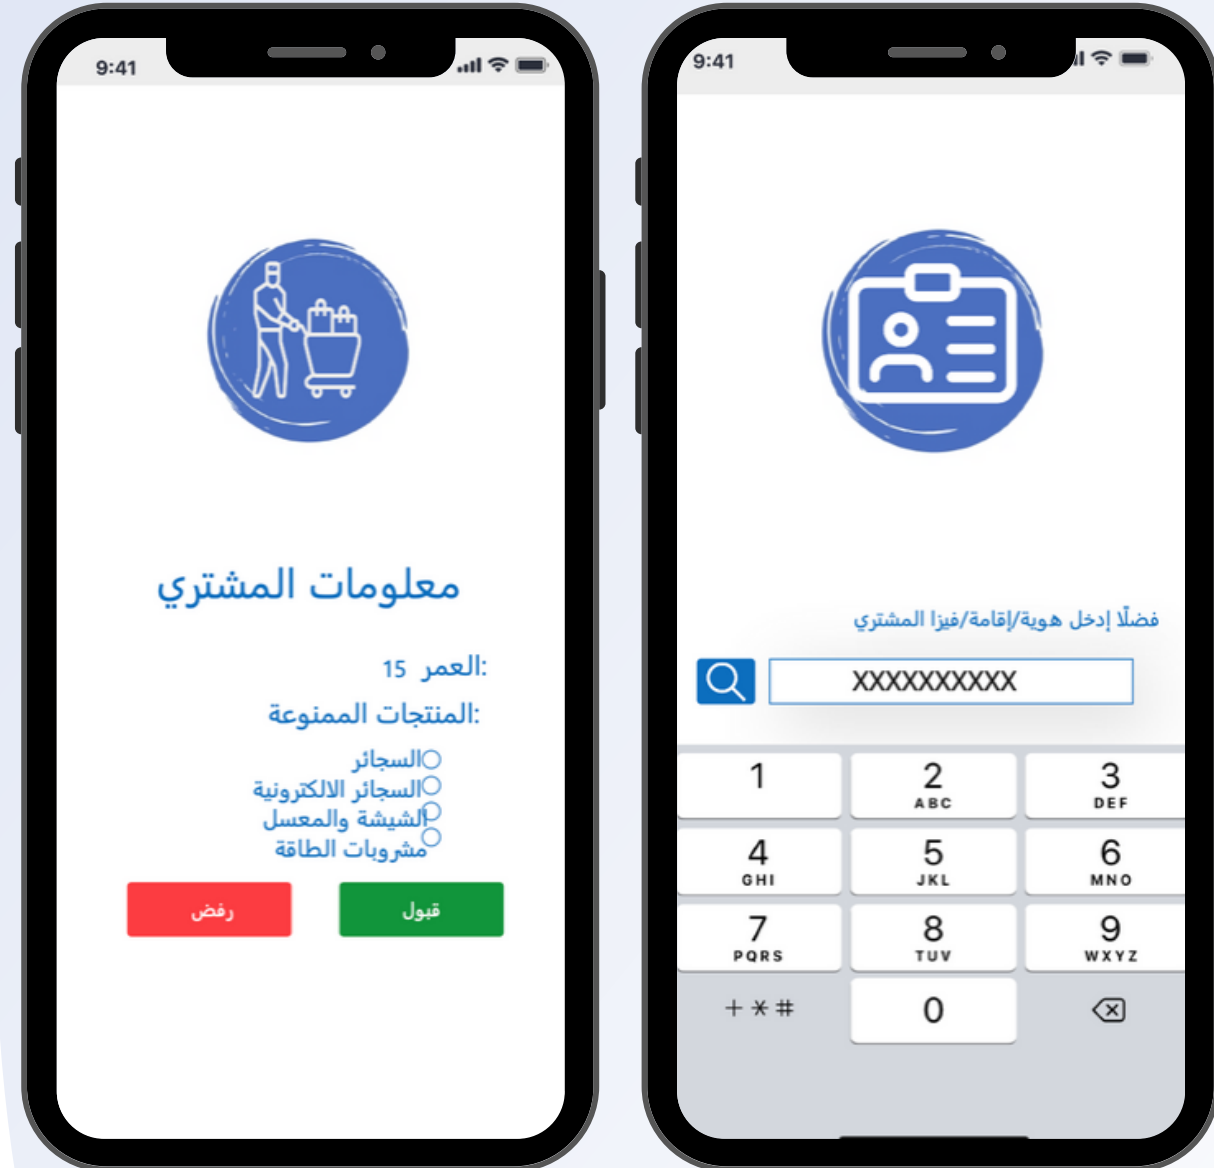 9:41
معلومات المشتري
العمر 15:
المنتجات الممنوعة:
السجائر
السجائر الالكترونية
الشيشة والمعسل
مشروبات الطاقة
قبول
رفض
9:41
فضلًا إدخل هوية/إقامة/فيزا المشتري
XXXXXXXXXX
1
2 ABC
3 DEF
4 GHI
5 JKL
6 MNO
7 PQRS
8 TUV
9 WXYZ
+ * #
0